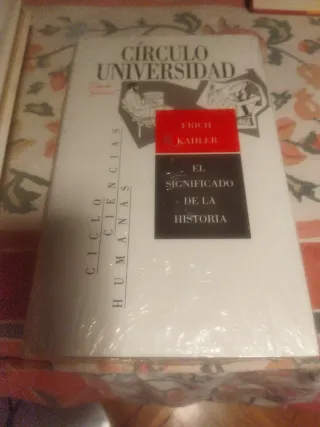 CÍRCULO
UNIVERSIDAD
ERICH
KAHLER
EL
SIGNIFICADO
DE LA
HISTORIA
CICLO
CIENCIAS
HUMANAS